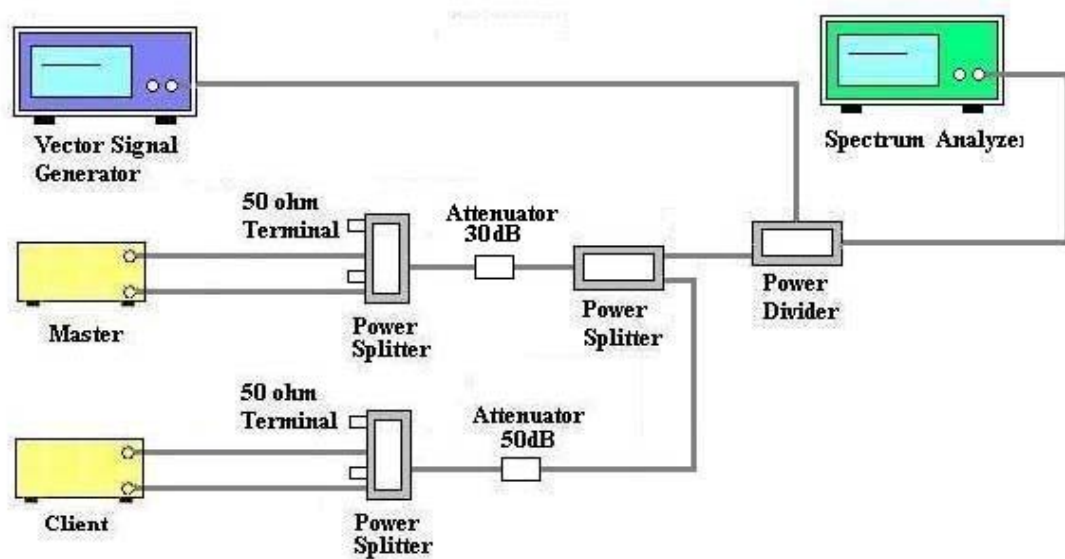 Vector Signal
Generator
Spectrum Analyzer
50 ohm
Terminal
Attenuator
30dB
Master
Power
Splitter
Power
Splitter
Power
Divider
50 ohm
Terminal
Attenuator
50dB
Client
Power
Splitter